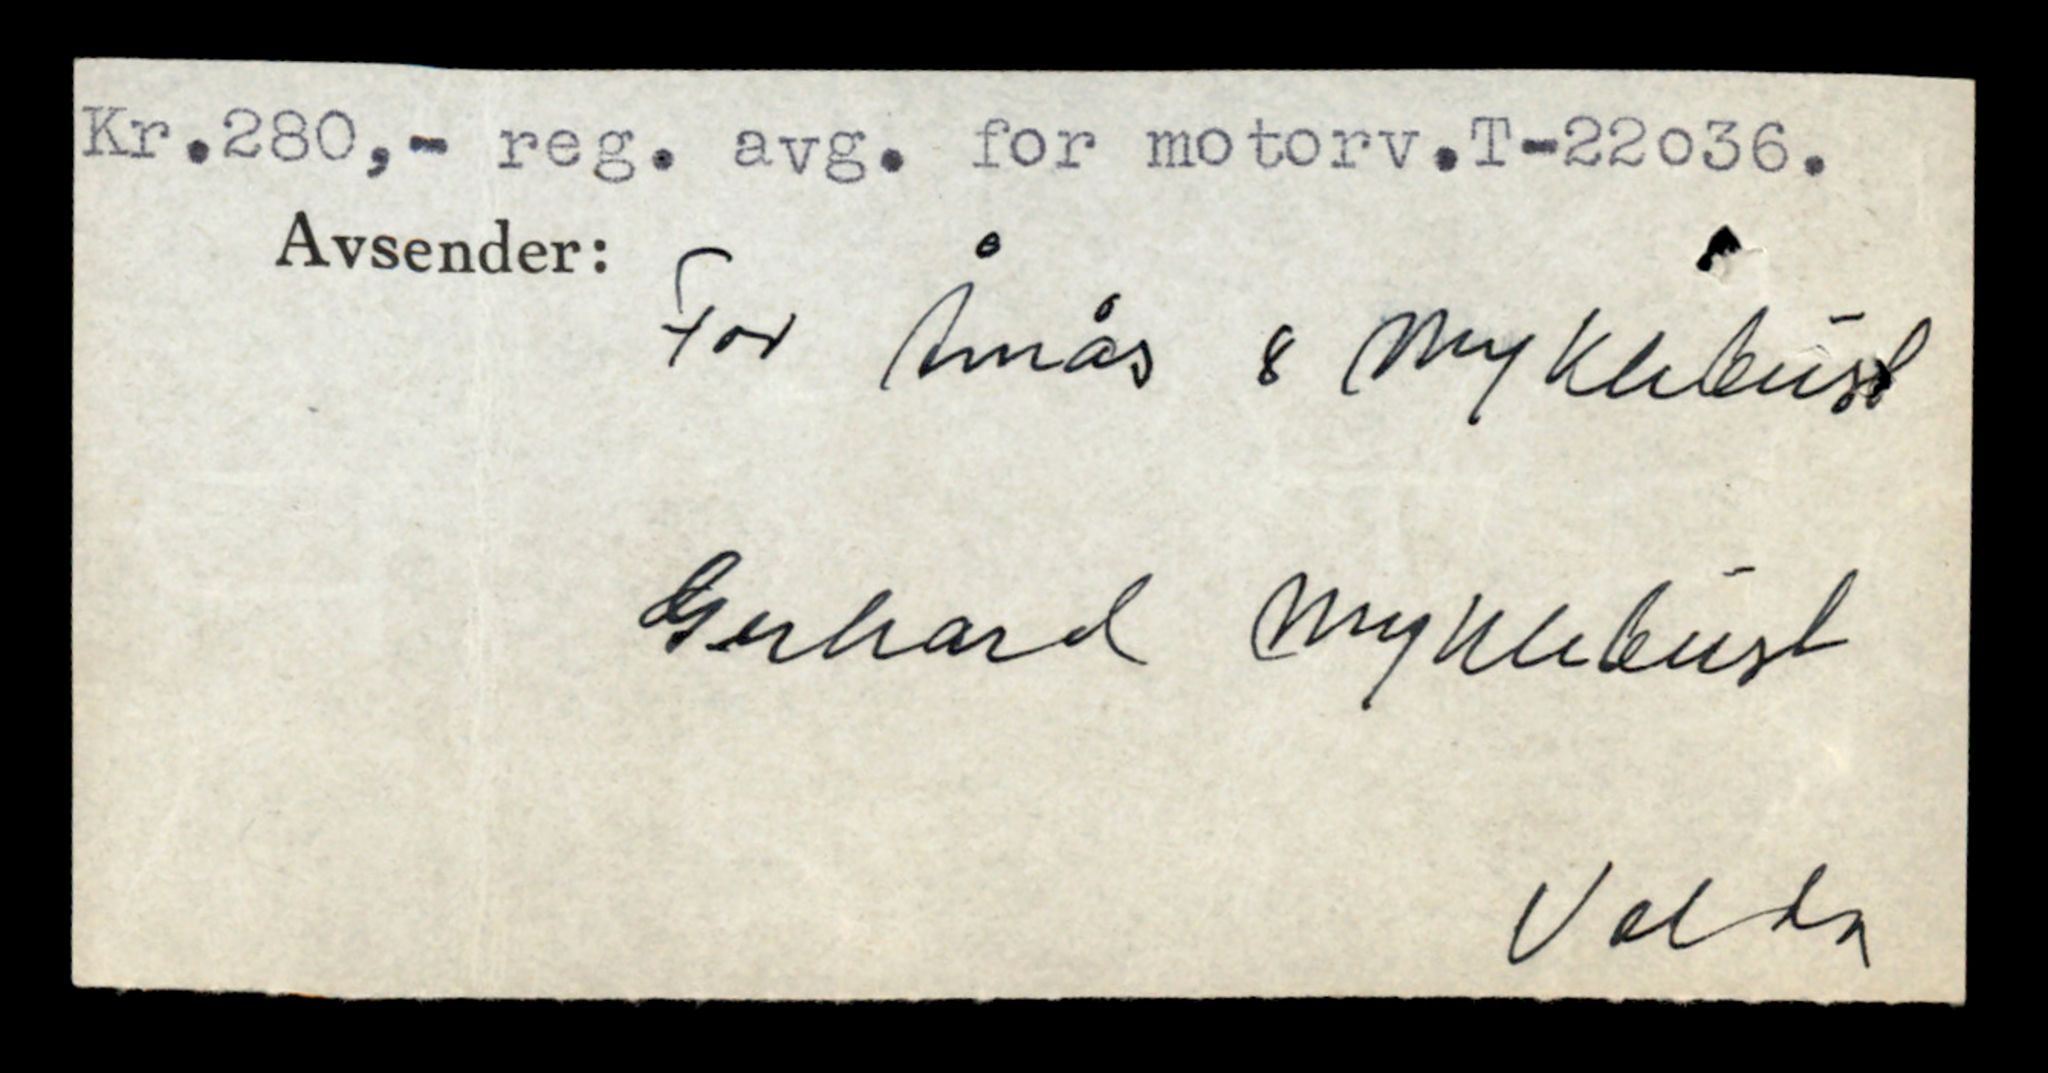 Kr.280,- reg. avg. for motorv.T-22o36.
Avsender:
For Åmås & Myklebust
Gerhard Myklebust
Volda